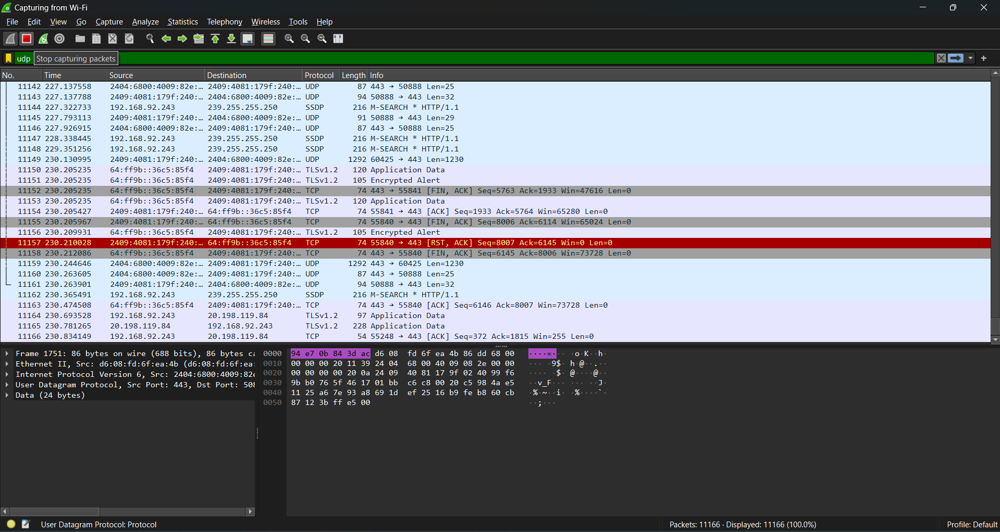 Capturing from Wi-Fi
File Edit View Go Capture Analyze Statistics Telephony Wireless Tools Help
udp Stop capturing packets
No. Time Source Destination Protocol Length Info
11142 227.137558 2404:6800:4009:82e:… 2409:4081:179f:240:… UDP 87 443 → 50888 Len=25
11143 227.137788 2409:4081:179f:240:… 2404:6800:4009:82e:… UDP 94 50888 → 443 Len=32
11144 227.322733 192.168.92.243 239.255.255.250 SSDP 216 M-SEARCH * HTTP/1.1
11145 227.793113 2409:4081:179f:240:… 2404:6800:4009:82e:… UDP 91 50888 → 443 Len=29
11146 227.926915 2404:6800:4009:82e:… 2409:4081:179f:240:… UDP 87 443 → 50888 Len=25
11147 228.338445 192.168.92.243 239.255.255.250 SSDP 216 M-SEARCH * HTTP/1.1
11148 229.351256 192.168.92.243 239.255.255.250 SSDP 216 M-SEARCH * HTTP/1.1
11149 230.130995 2409:4081:179f:240:… 2404:6800:4009:82e:… UDP 1292 60425 → 443 Len=1230
11150 230.205235 64:ff9b::36c5:85f4 2409:4081:179f:240:… TLSv1.2 120 Application Data
11151 230.205235 64:ff9b::36c5:85f4 2409:4081:179f:240:… TLSv1.2 105 Encrypted Alert
11152 230.205235 64:ff9b::36c5:85f4 2409:4081:179f:240:… TCP 74 443 → 55841 [FIN, ACK] Seq=5763 Ack=1933 Win=47616 Len=0
11153 230.205235 64:ff9b::36c5:85f4 2409:4081:179f:240:… TLSv1.2 120 Application Data
11154 230.205427 2409:4081:179f:240:… 64:ff9b::36c5:85f4 TCP 74 55841 → 443 [ACK] Seq=1933 Ack=5764 Win=65280 Len=0
11155 230.205967 2409:4081:179f:240:… 64:ff9b::36c5:85f4 TCP 74 55840 → 443 [FIN, ACK] Seq=8006 Ack=6114 Win=65024 Len=0
11156 230.209931 64:ff9b::36c5:85f4 2409:4081:179f:240:… TLSv1.2 105 Encrypted Alert
11157 230.210028 2409:4081:179f:240:… 64:ff9b::36c5:85f4 TCP 74 55840 → 443 [RST, ACK] Seq=8007 Ack=6145 Win=0 Len=0
11158 230.212086 64:ff9b::36c5:85f4 2409:4081:179f:240:… TCP 74 443 → 55840 [FIN, ACK] Seq=6145 Ack=8006 Win=73728 Len=0
11159 230.244646 2404:6800:4009:82e:… 2409:4081:179f:240:… UDP 1292 443 → 60425 Len=1230
11160 230.263605 2404:6800:4009:82e:… 2409:4081:179f:240:… UDP 87 443 → 50888 Len=25
11161 230.263901 2409:4081:179f:240:… 2404:6800:4009:82e:… UDP 94 50888 → 443 Len=32
11162 230.365491 192.168.92.243 239.255.255.250 SSDP 216 M-SEARCH * HTTP/1.1
11163 230.474508 64:ff9b::36c5:85f4 2409:4081:179f:240:… TCP 74 443 → 55840 [ACK] Seq=6146 Ack=8007 Win=73728 Len=0
11164 230.693528 192.168.92.243 20.198.119.84 TLSv1.2 97 Application Data
11165 230.781265 20.198.119.84 192.168.92.243 TLSv1.2 228 Application Data
11166 230.834149 192.168.92.243 20.198.119.84 TCP 54 55248 → 443 [ACK] Seq=372 Ack=1815 Win=255 Len=0
Frame 1751: 86 bytes on wire (688 bits), 86 bytes ca
Ethernet II, Src: d6:08:fd:6f:ea:4b (d6:08:fd:6f:ea:
Internet Protocol Version 6, Src: 2404:6800:4009:82e
User Datagram Protocol, Src Port: 443, Dst Port: 508
Data (24 bytes)
0000 94 e7 0b 84 3d ac d6 08 fd 6f ea 4b 86 dd 68 00 ····=··· ·o·K··h·
0010 00 00 00 20 11 39 24 04 68 00 40 09 08 2e 00 00 ··· ·9$· h·@··.··
0020 00 00 00 00 20 0a 24 09 40 81 17 9f 02 40 99 f6 ···· ·$· @····@··
0030 9b b0 76 5f 46 17 01 bb c6 c8 00 20 c5 98 4a e5 ··v_F··· ··· ··J·
0040 11 25 a6 7e 93 a8 69 1d ef 25 16 b9 fe b8 60 cb ·%·~··i· ·%····`·
0050 87 12 3b ff e5 00 ··;···
User Datagram Protocol: Protocol
Packets: 11166 · Displayed: 11166 (100.0%)
Profile: Default